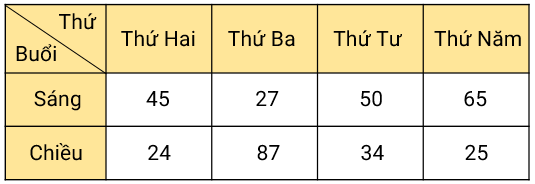 Thứ
Buổi
Thứ Hai Thứ Ba Thứ Tư Thứ Năm
Sáng 45 27 50 65
Chiều 24 87 34 25